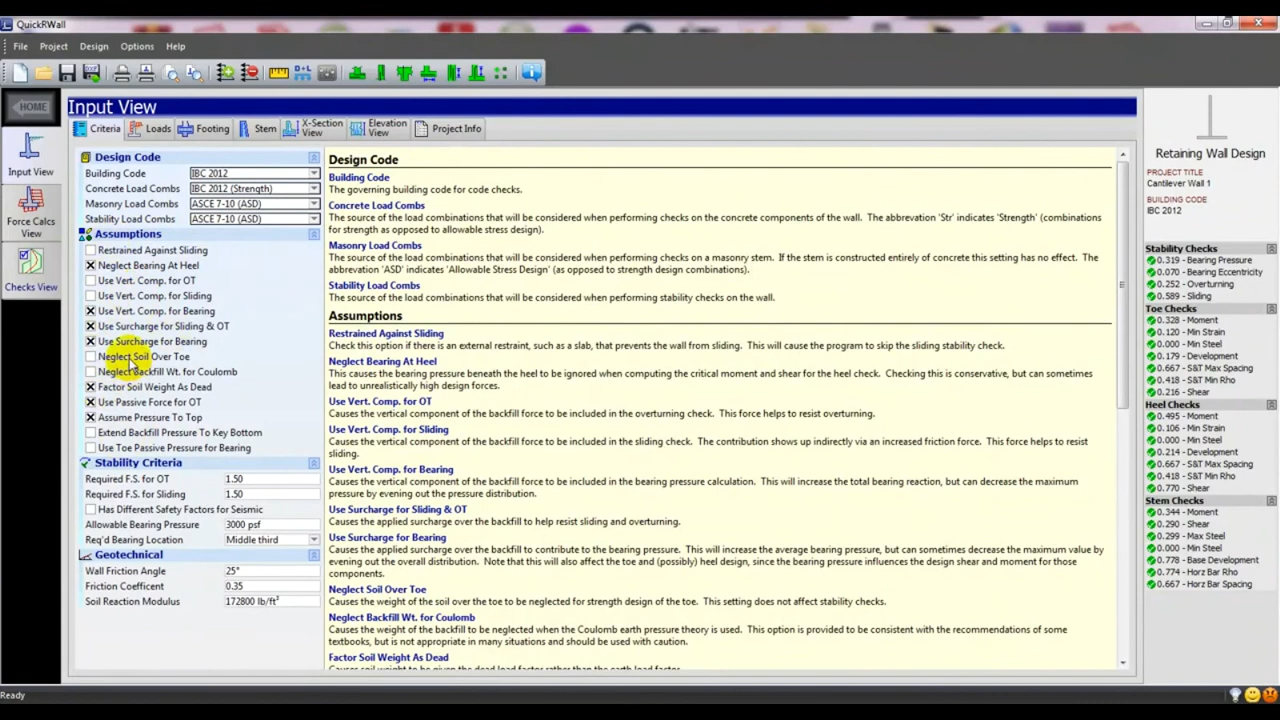 QuickRWall
File Project Design Options Help
HOME
Input View
Force Calcs
View
Checks View
Input View
Criteria Loads Footing Stem X-Section View Elevation View Project Info
Design Code
Building Code IBC 2012
Concrete Load Combs IBC 2012 (Strength)
Masonry Load Combs ASCE 7-10 (ASD)
Stability Load Combs ASCE 7-10 (ASD)
Assumptions
Restrained Against Sliding
Neglect Bearing At Heel
Use Vert. Comp. for OT
Use Vert. Comp. for Sliding
Use Vert. Comp. for Bearing
Use Surcharge for Sliding & OT
Use Surcharge for Bearing
Neglect Soil Over Toe
Neglect Backfill Wt. for Coulomb
Factor Soil Weight As Dead
Use Passive Force for OT
Assume Pressure To Top
Extend Backfill Pressure To Key Bottom
Use Toe Passive Pressure for Bearing
Stability Criteria
Required F.S. for OT 1.50
Required F.S. for Sliding 1.50
Has Different Safety Factors for Seismic
Allowable Bearing Pressure 3000 psf
Req'd Bearing Location Middle third
Geotechnical
Wall Friction Angle 25°
Friction Coefficent 0.35
Soil Reaction Modulus 172800 lb/ft³
Design Code
Building Code
The governing building code for code checks.
Concrete Load Combs
The source of the load combinations that will be considered when performing checks on the concrete components of the wall. The abbreviation 'Str' indicates 'Strength' (combinations
for strength as opposed to allowable stress design).
Masonry Load Combs
The source of the load combinations that will be considered when performing checks on a masonry stem. If the stem is constructed entirely of concrete this setting has no effect. The
abbreviation 'ASD' indicates 'Allowable Stress Design' (as opposed to strength design combinations).
Stability Load Combs
The source of the load combinations that will be considered when performing stability checks on the wall.
Assumptions
Restrained Against Sliding
Check this option if there is an external restraint, such as a slab, that prevents the wall from sliding. This will cause the program to skip the sliding stability check.
Neglect Bearing At Heel
This causes the bearing pressure beneath the heel to be ignored when computing the critical moment and shear for the heel check. Checking this is conservative, but can sometimes
lead to unrealistically high design forces.
Use Vert. Comp. for OT
Causes the vertical component of the backfill force to be included in the overturning check. This force helps to resist overturning.
Use Vert. Comp. for Sliding
Causes the vertical component of the backfill force to be included in the sliding check. The contribution shows up indirectly via an increased friction force. This force helps to resist
sliding.
Use Vert. Comp. for Bearing
Causes the vertical component of the backfill force to be included in the bearing pressure calculation. This will increase the total bearing reaction, but can decrease the maximum
pressure by evening out the pressure distribution.
Use Surcharge for Sliding & OT
Causes the applied surcharge over the backfill to help resist sliding and overturning.
Use Surcharge for Bearing
Causes the applied surcharge over the backfill to contribute to the bearing pressure. This will increase the average bearing pressure, but can sometimes decrease the maximum value by
evening out the overall distribution. Note that this will also affect the toe and (possibly) heel design, since the bearing pressure influences the design shear and moment for those
components.
Neglect Soil Over Toe
Causes the weight of the soil over the toe to be neglected for strength design of the toe. This setting does not affect stability checks.
Neglect Backfill Wt. for Coulomb
Causes the weight of the backfill to be neglected when the Coulomb earth pressure theory is used. This option is provided to be consistent with the recommendations of some
textbooks, but is not appropriate in many situations and should be used with caution.
Factor Soil Weight As Dead
Causes soil weight to be given the dead load factor rather than the earth load factor.
Retaining Wall Design
PROJECT TITLE
Cantilever Wall 1
BUILDING CODE
IBC 2012
Stability Checks
0.319 - Bearing Pressure
0.070 - Bearing Eccentricity
0.252 - Overturning
0.589 - Sliding
Toe Checks
0.328 - Moment
0.120 - Min Strain
0.000 - Min Steel
0.179 - Development
0.667 - S&T Max Spacing
0.418 - S&T Min Rho
0.216 - Shear
Heel Checks
0.495 - Moment
0.106 - Min Strain
0.000 - Min Steel
0.214 - Development
0.667 - S&T Max Spacing
0.418 - S&T Min Rho
0.770 - Shear
Stem Checks
0.344 - Moment
0.290 - Shear
0.299 - Max Steel
0.000 - Min Steel
0.778 - Base Development
0.774 - Horz Bar Rho
0.667 - Horz Bar Spacing
Ready